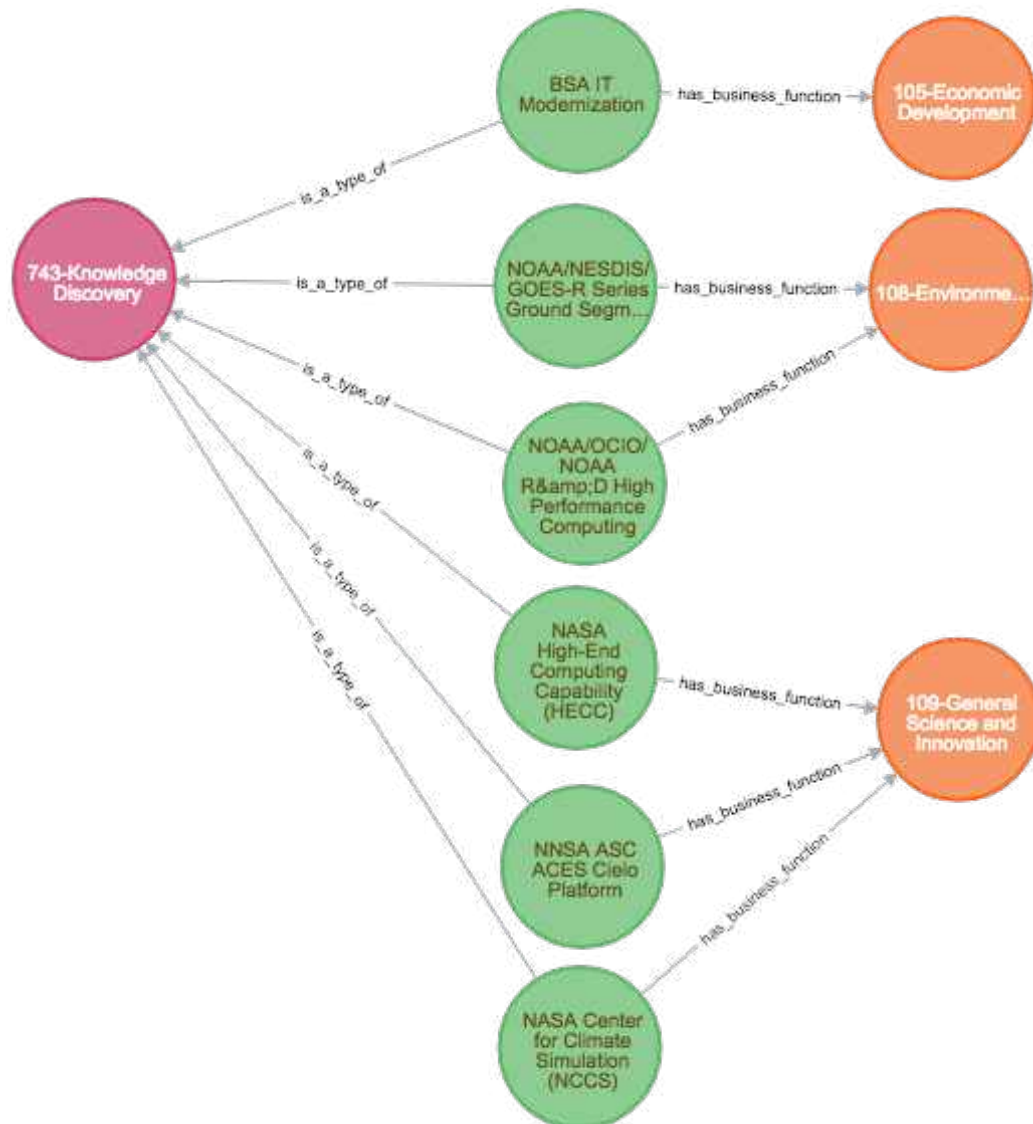 BSA IT
Modernization
has_business_function
105-Economic
Development
is_a_type_of
743-Knowledge
Discovery
is_a_type_of
NOAA/NESDIS/
GOES-R Series
Ground Segm...
has_business_function
108-Environme...
is_a_type_of
has_business_function
NOAA/OCIO/
NOAA
R&amp;D High
Performance
Computing
is_a_type_of
is_a_type_of
is_a_type_of
NASA
High-End
Computing
Capability
(HECC)
has_business_function
109-General
Science and
Innovation
has_business_function
NNSA ASC
ACES Cielo
Platform
has_business_function
NASA Center
for Climate
Simulation
(NCCS)